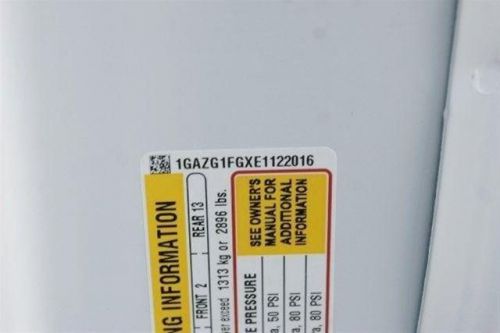 1GAZG1FGXE1122016
NG INFORMATION
FRONT 2 REAR 13
ver exceed 1313 kg or 2896 lbs.
E PRESSURE
SEE OWNER'S
MANUAL FOR
ADDITIONAL
INFORMATION
a, 50 PSI
a, 80 PSI
a, 80 PSI